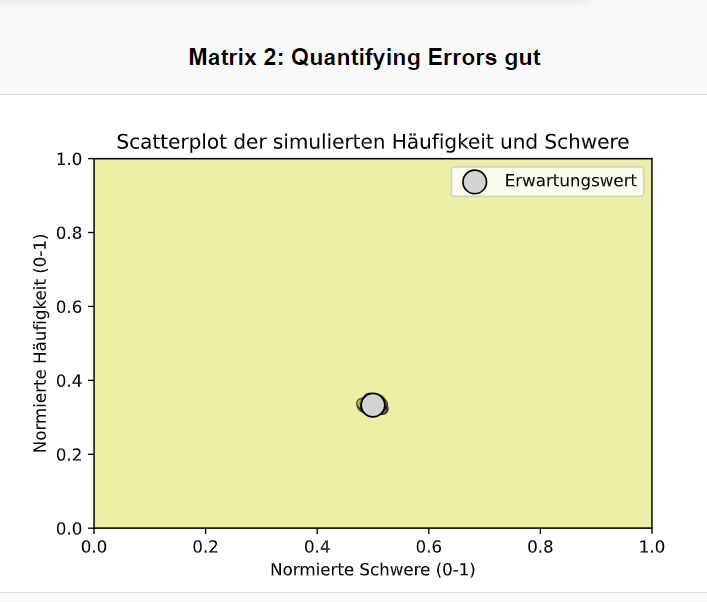 Matrix 2: Quantifying Errors gut
Scatterplot der simulierten Häufigkeit und Schwere
Erwartungswert
Normierte Häufigkeit (0-1)
1.0
0.8
0.6
0.4
0.2
0.0
0.0 0.2 0.4 0.6 0.8 1.0
Normierte Schwere (0-1)